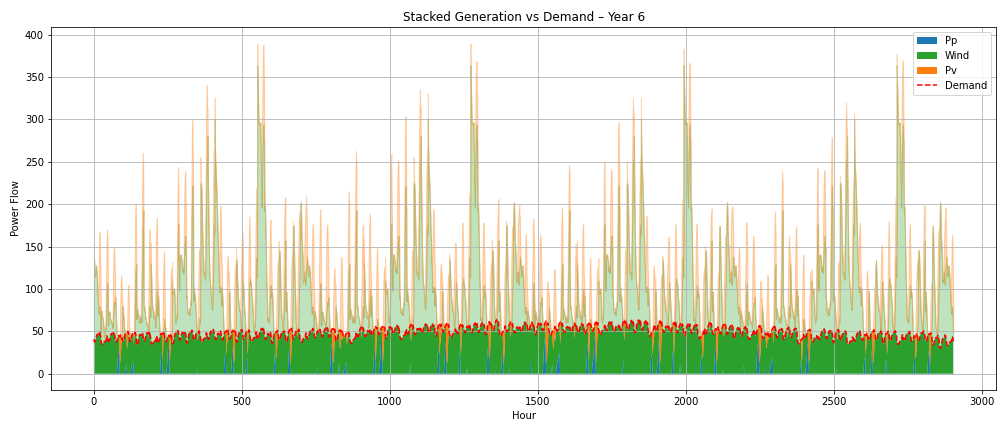 Stacked Generation vs Demand – Year 6
Pp
Wind
Pv
Demand
Power Flow
400
350
300
250
200
150
100
50
0
0
500
1000
1500
2000
2500
3000
Hour